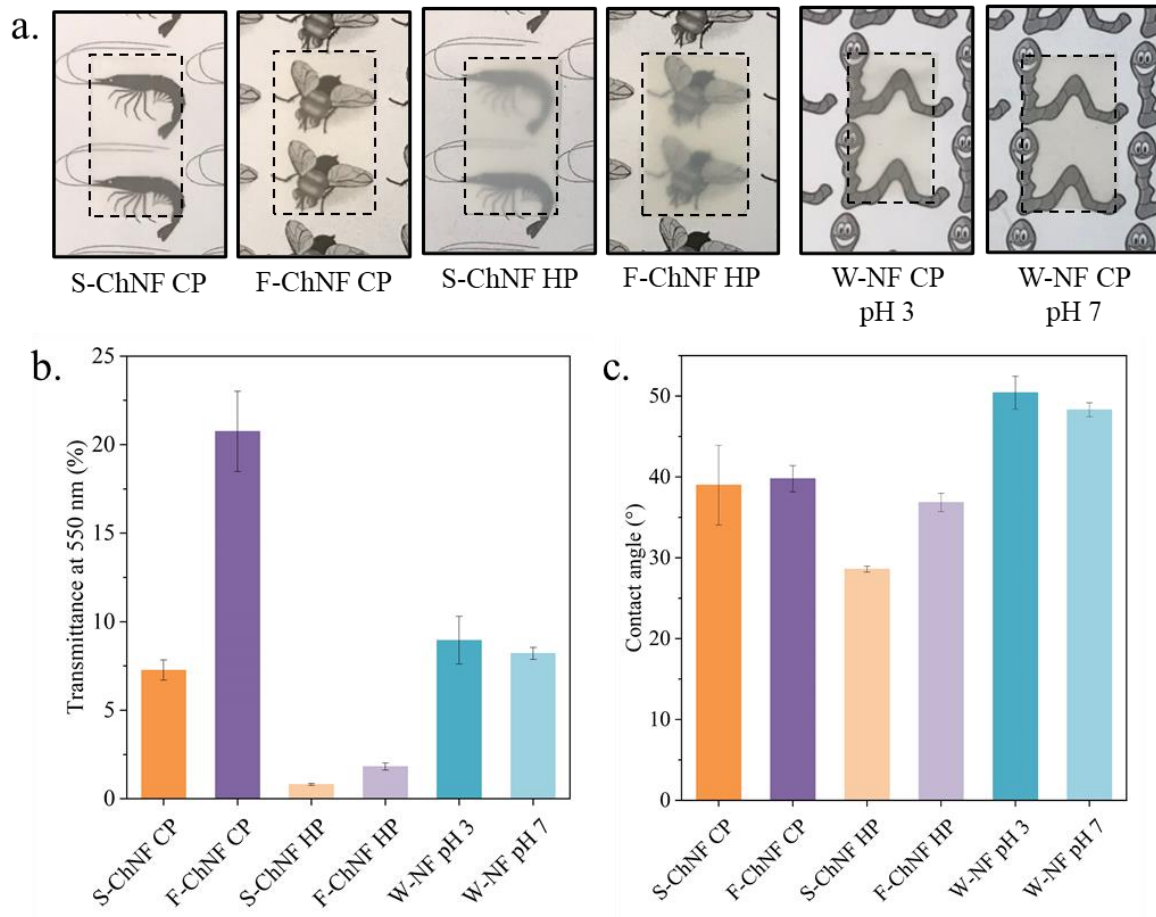 a.
S-ChNF CP
F-ChNF CP
S-ChNF HP
F-ChNF HP
W-NF CP
pH 3
W-NF CP
pH 7
b.
Transmittance at 550 nm (%)
25
20
15
10
5
0
S-ChNF CP
F-ChNF CP
S-ChNF HP
F-ChNF HP
W-NF pH 3
W-NF pH 7
c.
Contact angle (°)
50
40
30
20
10
0
S-ChNF CP
F-ChNF CP
S-ChNF HP
F-ChNF HP
W-NF pH 3
W-NF pH 7